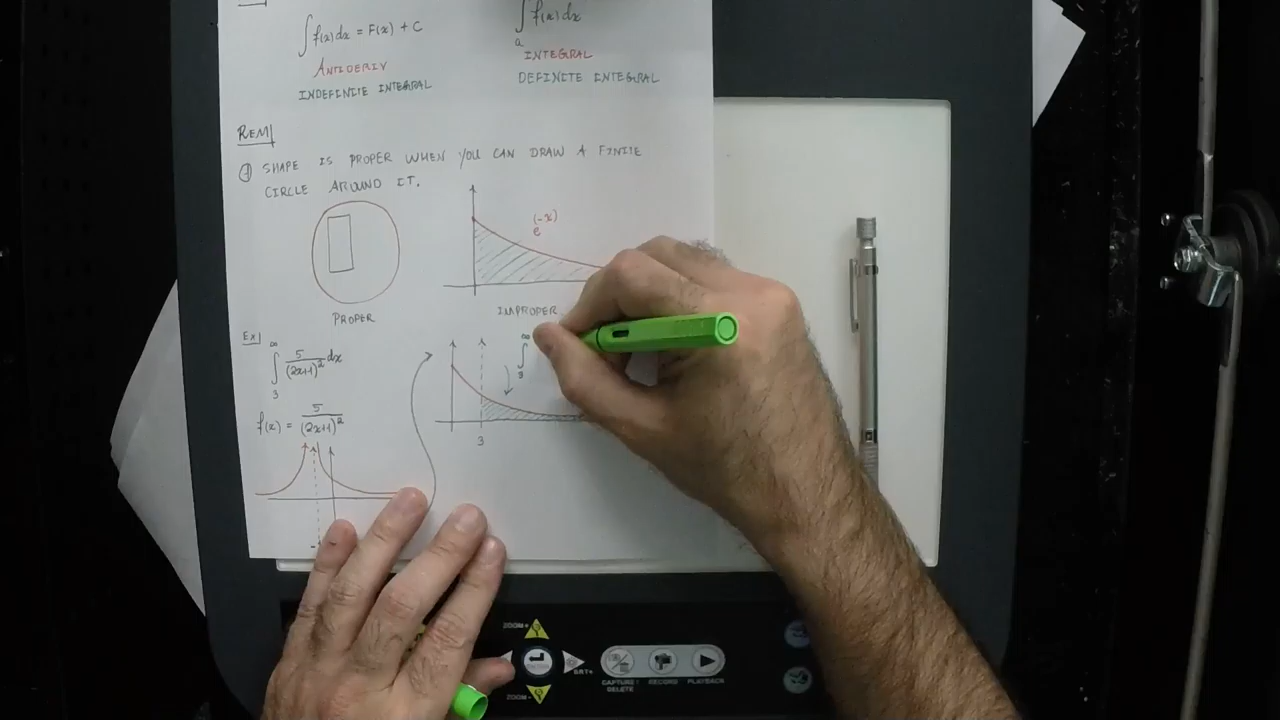 ∫ f(x)dx = F(x) + C
ANTIDERIV
INDEFINITE INTEGRAL
∫ₐ f(x)dx
INTEGRAL
DEFINITE INTEGRAL
REM
① SHAPE IS PROPER WHEN YOU CAN DRAW A FINITE
CIRCLE AROUND IT.
PROPER
e^(-x)
IMPROPER
EX
∫₃^∞ 5/(2x+1)² dx
f(x) = 5/(2x+1)²
∫₃^∞
3
ZOOM+
ZOOM-
CAPTURE/
DELETE
RECORD
PLAYBACK